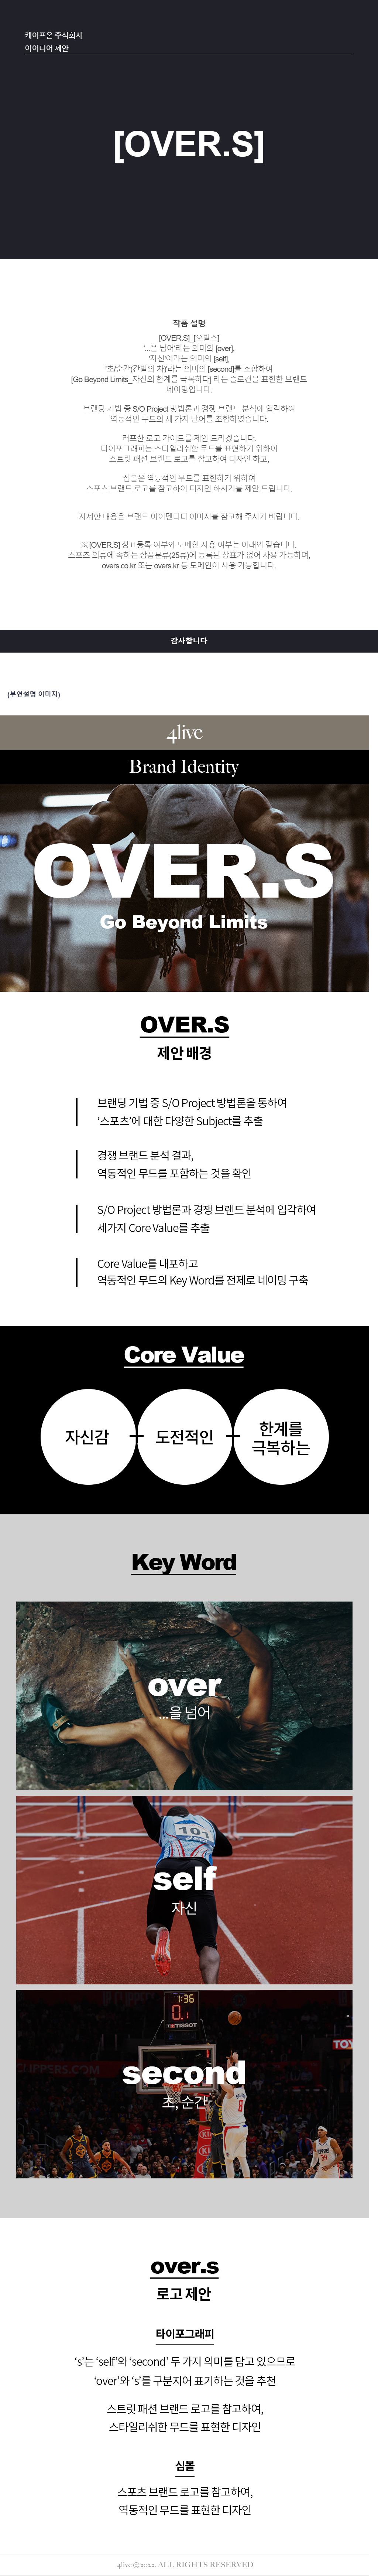 케이프온 주식회사
아이디어 제안
[OVER.S]
작품 설명
[OVER.S]_[오벌스]
'...을 넘어'라는 의미의 [over],
'자신'이라는 의미의 [self],
'초/순간(간발의 차)'라는 의미의 [second]를 조합하여
[Go Beyond Limits_자신의 한계를 극복하다] 라는 슬로건을 표현한 브랜드
네이밍입니다.
브랜딩 기법 중 S/O Project 방법론과 경쟁 브랜드 분석에 입각하여
역동적인 무드의 세 가지 단어를 조합하였습니다.
러프한 로고 가이드를 제안 드리겠습니다.
타이포그래피는 스타일리쉬한 무드를 표현하기 위하여
스트릿 패션 브랜드 로고를 참고하여 디자인 하고,
심볼은 역동적인 무드를 표현하기 위하여
스포츠 브랜드 로고를 참고하여 디자인 하시기를 제안 드립니다.
자세한 내용은 브랜드 아이덴티티 이미지를 참고해 주시기 바랍니다.
※ [OVER.S] 상표등록 여부와 도메인 사용 여부는 아래와 같습니다.
스포츠 의류에 속하는 상품분류(25류)에 등록된 상표가 없어 사용 가능하며,
overs.co.kr 또는 overs.kr 등 도메인이 사용 가능합니다.
감사합니다
(부연설명 이미지)
4live
Brand Identity
OVER.S
Go Beyond Limits
OVER.S
제안 배경
브랜딩 기법 중 S/O Project 방법론을 통하여
‘스포츠’에 대한 다양한 Subject를 추출
경쟁 브랜드 분석 결과,
역동적인 무드를 포함하는 것을 확인
S/O Project 방법론과 경쟁 브랜드 분석에 입각하여
세가지 Core Value를 추출
Core Value를 내포하고
역동적인 무드의 Key Word를 전제로 네이밍 구축
Core Value
자신감
도전적인
한계를
극복하는
Key Word
over
...을 넘어
101
self
자신
1:36
0.1
TISSOT
CLIPPERS.COM
TOY
second
초, 순간
KIA
8
34
over.s
로고 제안
타이포그래피
‘s’는 ‘self’와 ‘second’ 두 가지 의미를 담고 있으므로
‘over’와 ‘s’를 구분지어 표기하는 것을 추천
스트릿 패션 브랜드 로고를 참고하여,
스타일리쉬한 무드를 표현한 디자인
심볼
스포츠 브랜드 로고를 참고하여,
역동적인 무드를 표현한 디자인
4live ©2022. ALL RIGHTS RESERVED